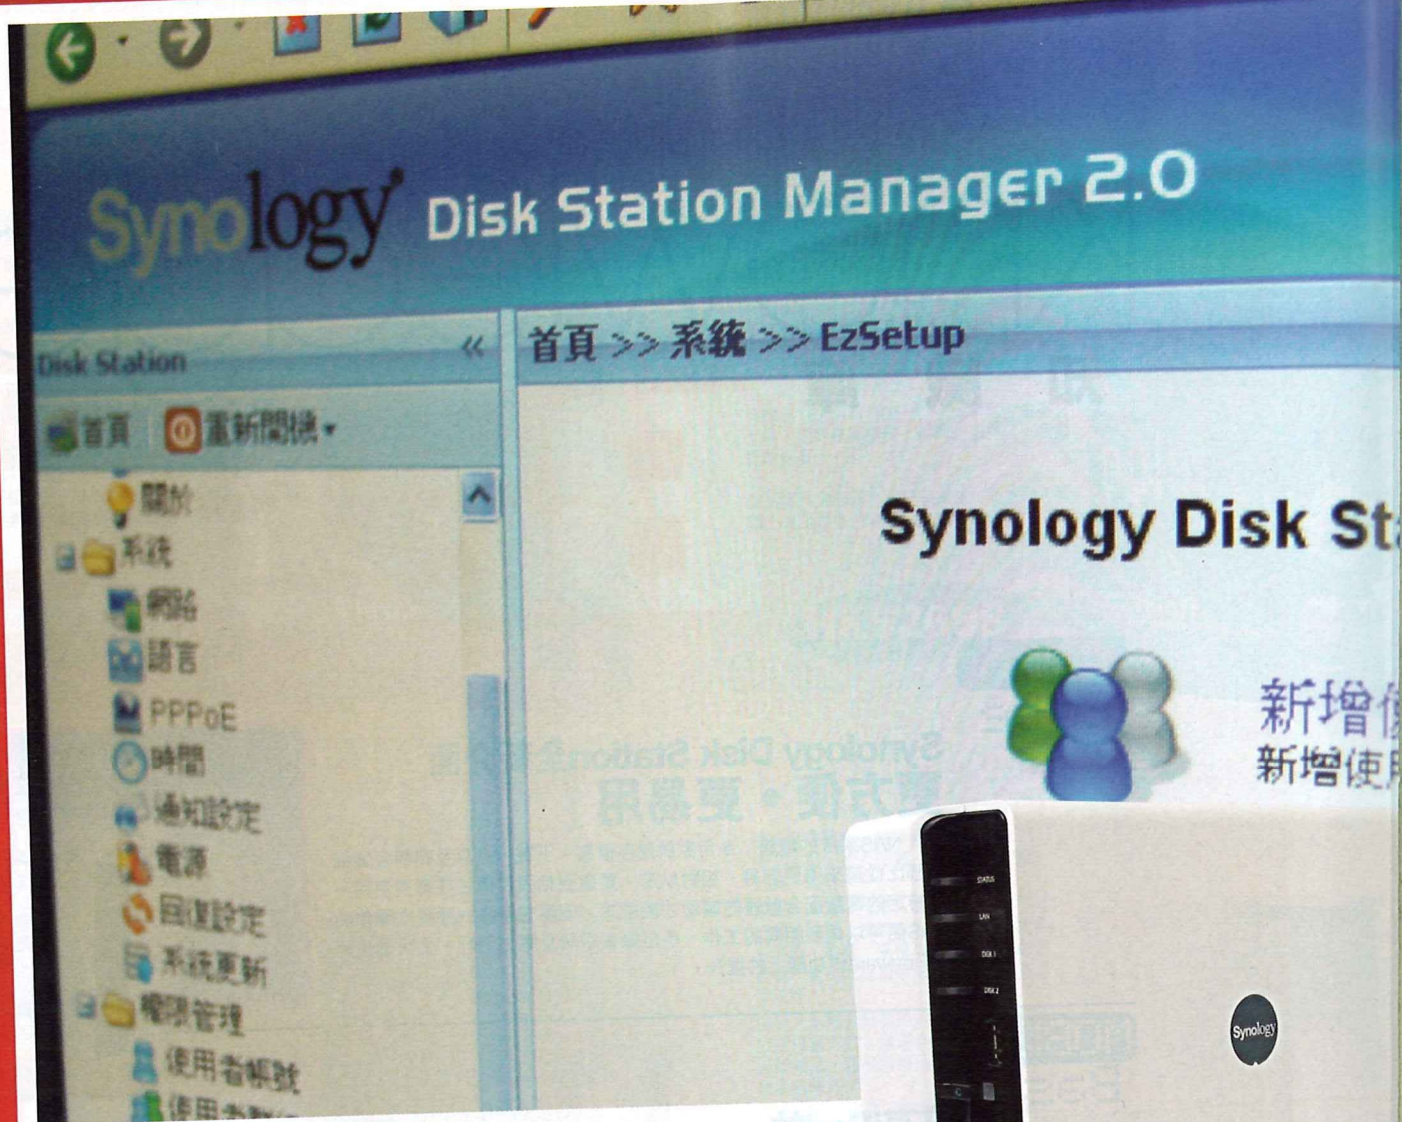 Synology Disk Station Manager 2.0
Disk Station «
首頁 >> 系統 >> EzSetup
首頁 重新開機
關於
系統
網路
語言
PPPoE
時間
通知設定
電源
回復設定
系統更新
權限管理
使用者帳號
Synology Disk
新增
新增使用
STATUS
LAN
DISK 1
DISK 2
Synology